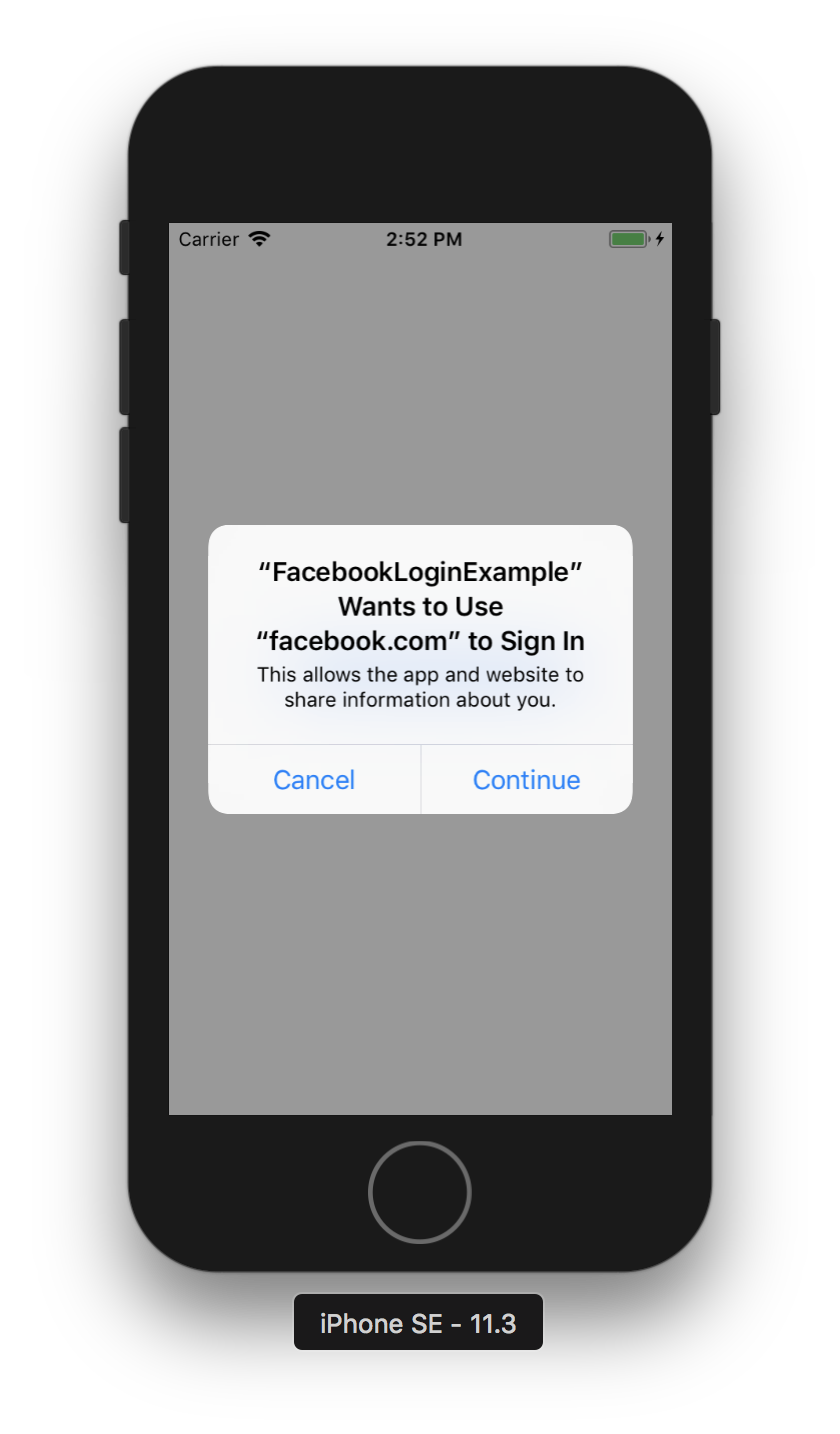 Carrier 2:52 PM
“FacebookLoginExample”
Wants to Use
“facebook.com” to Sign In
This allows the app and website to
share information about you.
Cancel Continue
iPhone SE - 11.3